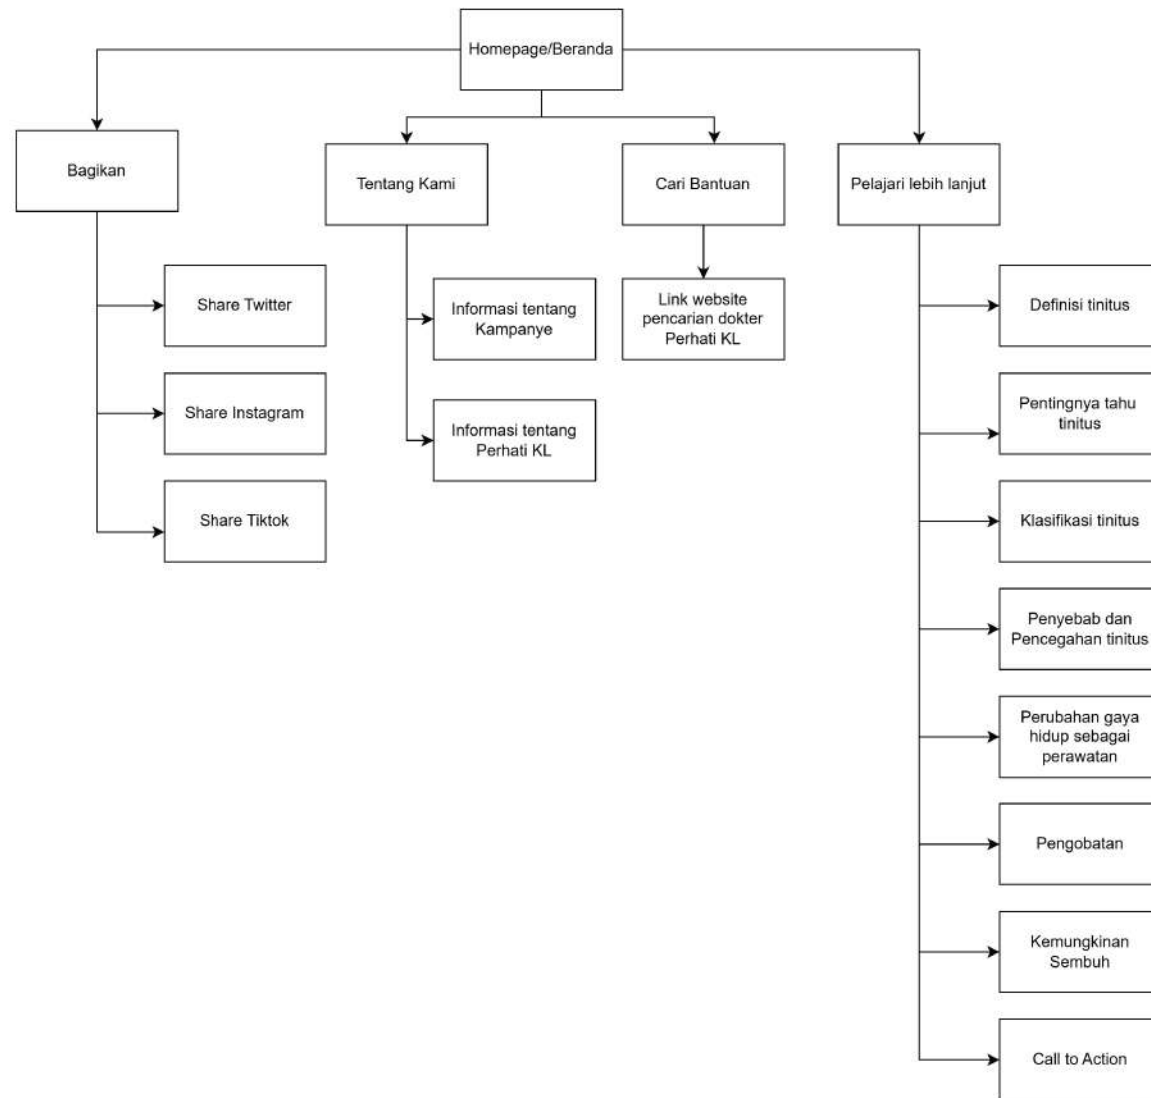 Homepage/Beranda
Bagikan
Tentang Kami
Cari Bantuan
Pelajari lebih lanjut
Share Twitter
Share Instagram
Share Tiktok
Informasi tentang
Kampanye
Informasi tentang
Perhati KL
Link website
pencarian dokter
Perhati KL
Definisi tinitus
Pentingnya tahu
tinitus
Klasifikasi tinitus
Penyebab dan
Pencegahan tinitus
Perubahan gaya
hidup sebagai
perawatan
Pengobatan
Kemungkinan
Sembuh
Call to Action